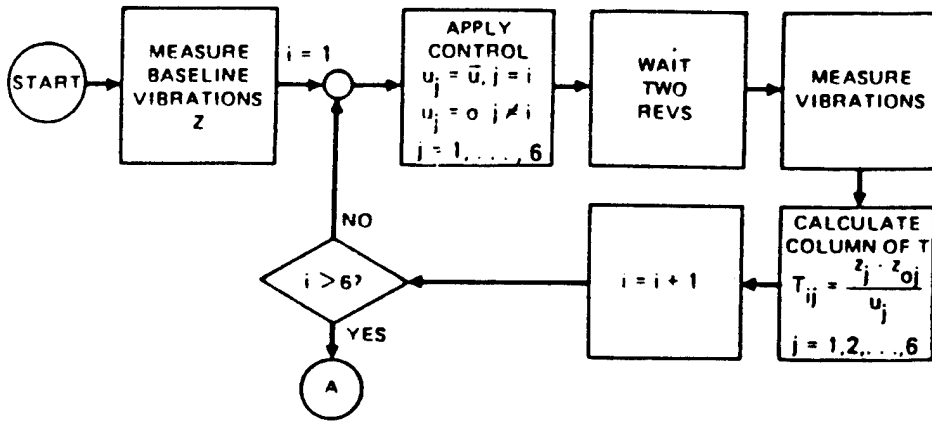 START
MEASURE
BASELINE
VIBRATIONS
Z
i = 1
APPLY
CONTROL
u_j = ū, j = i
u_j = o j ≠ i
j = 1, . . . , 6
WAIT
TWO
REVS
MEASURE
VIBRATIONS
CALCULATE
COLUMN OF T
T_ij = (z_j - z_oj) / u_j
j = 1,2,. . .,6
i = i + 1
i > 6?
NO
YES
A